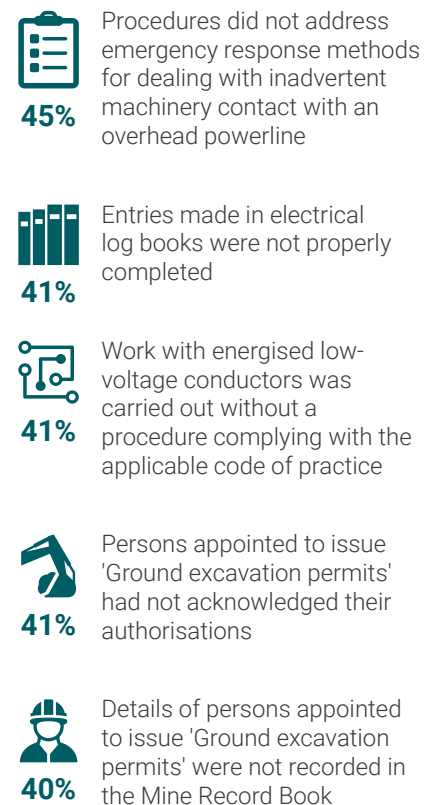 Procedures did not address
emergency response methods
for dealing with inadvertent
machinery contact with an
overhead powerline
45%
Entries made in electrical
log books were not properly
completed
41%
Work with energised low-
voltage conductors was
carried out without a
procedure complying with the
applicable code of practice
41%
Persons appointed to issue
'Ground excavation permits'
had not acknowledged their
authorisations
41%
Details of persons appointed
to issue 'Ground excavation
permits' were not recorded in
the Mine Record Book
40%